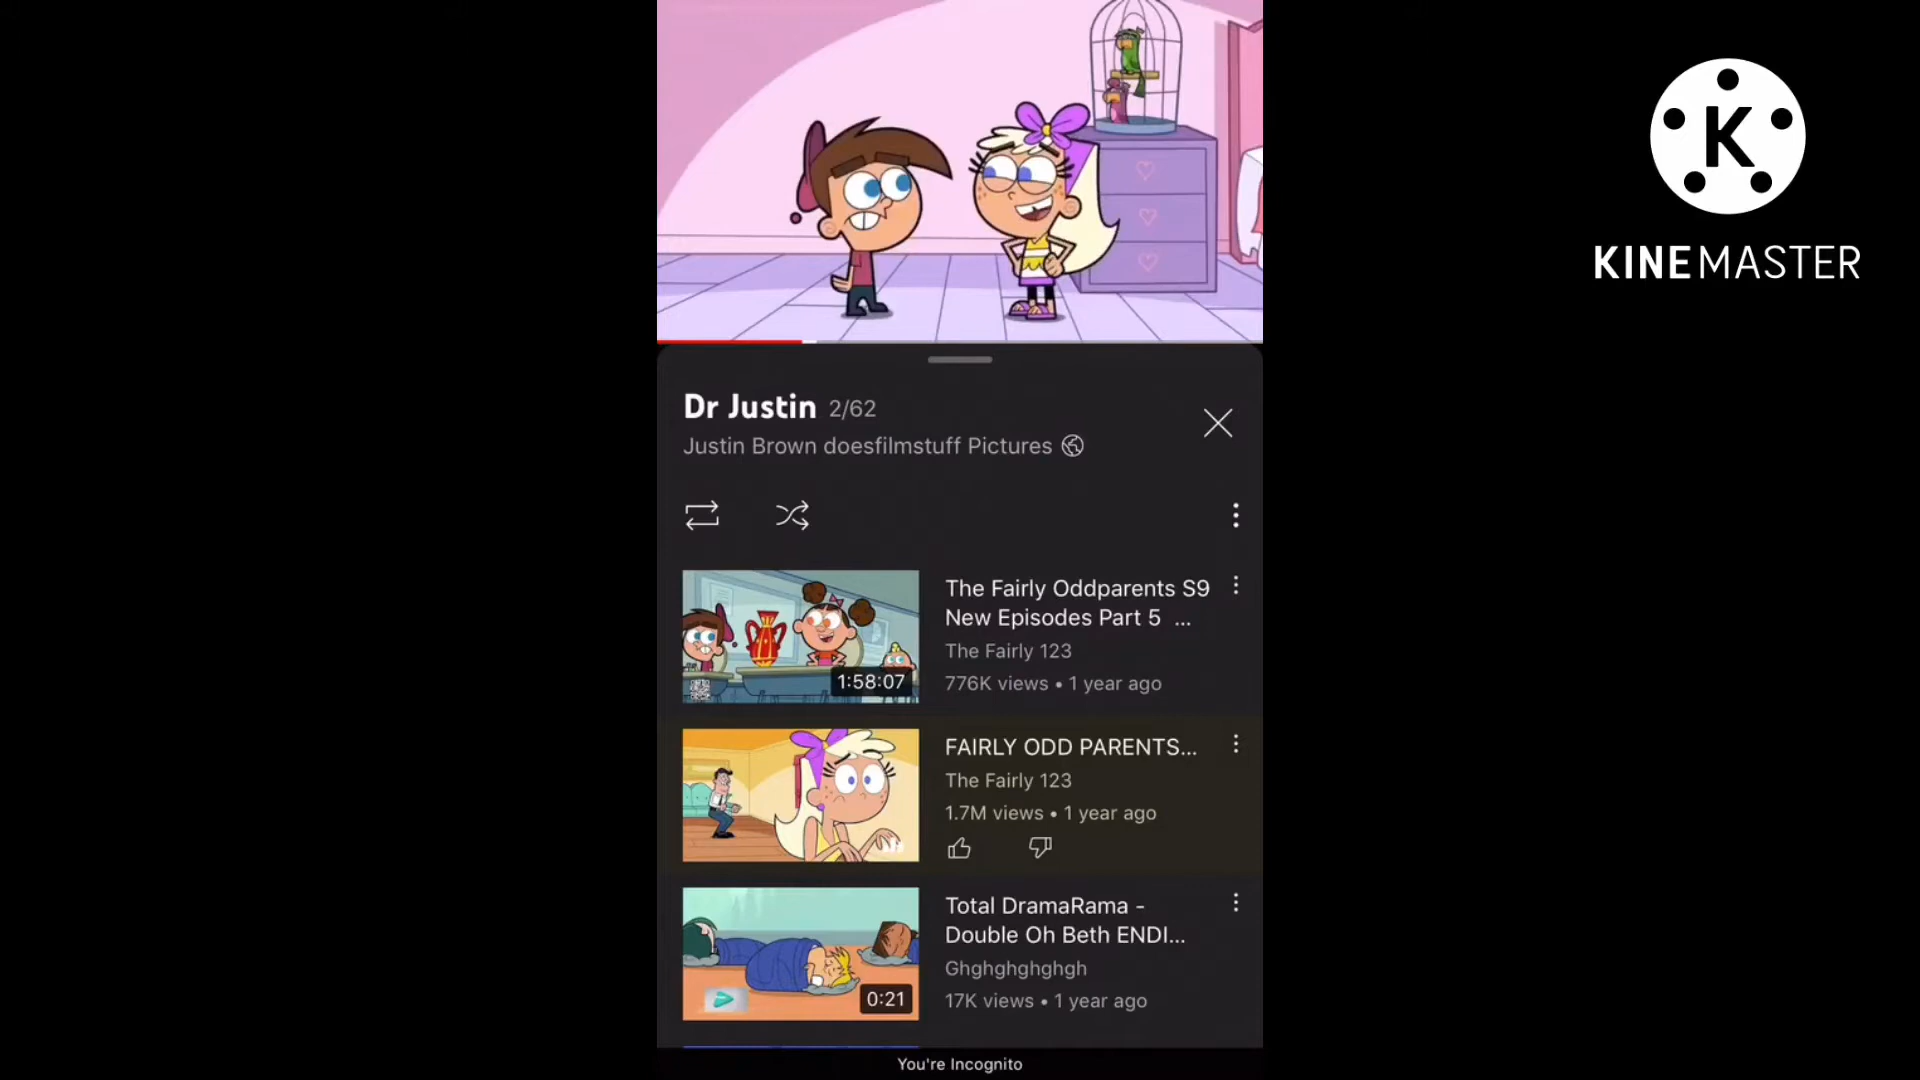 K
KINEMASTER
Dr Justin 2/62
Justin Brown doesfilmstuff Pictures
The Fairly Oddparents S9
New Episodes Part 5 ...
The Fairly 123
776K views • 1 year ago
1:58:07
FAIRLY ODD PARENTS...
The Fairly 123
1.7M views • 1 year ago
Total DramaRama -
Double Oh Beth ENDI...
Ghghghghghgh
17K views • 1 year ago
0:21
You're Incognito